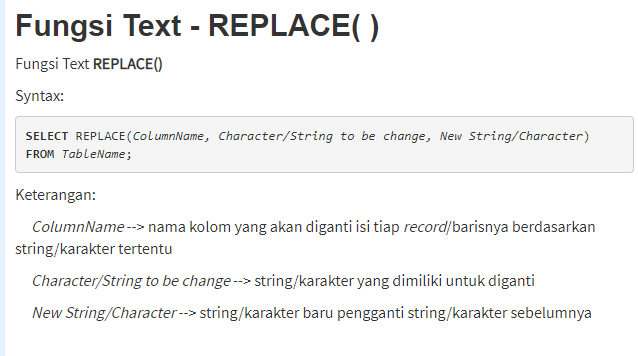 Fungsi Text - REPLACE( )
Fungsi Text REPLACE()
Syntax:
SELECT REPLACE(ColumnName, Character/String to be change, New String/Character)
FROM TableName;
Keterangan:
ColumnName --> nama kolom yang akan diganti isi tiap record/barisnya berdasarkan
string/karakter tertentu
Character/String to be change --> string/karakter yang dimiliki untuk diganti
New String/Character --> string/karakter baru pengganti string/karakter sebelumnya